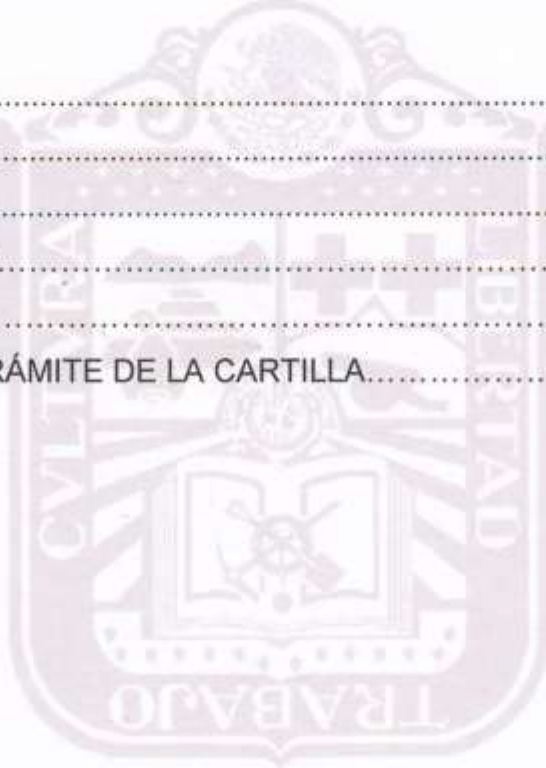 RÁMITE DE LA CARTILLA................
CVLTVRA
LIBERTAD
TRABAJO